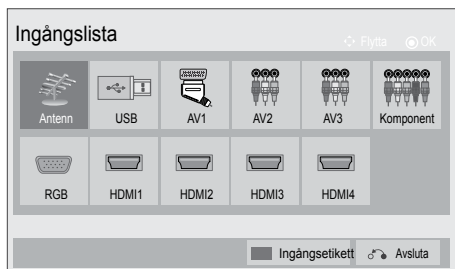 Ingångslista
Flytta OK
Antenn USB AV1 AV2 AV3 Komponent
RGB HDMI1 HDMI2 HDMI3 HDMI4
Ingångsetikett Avsluta